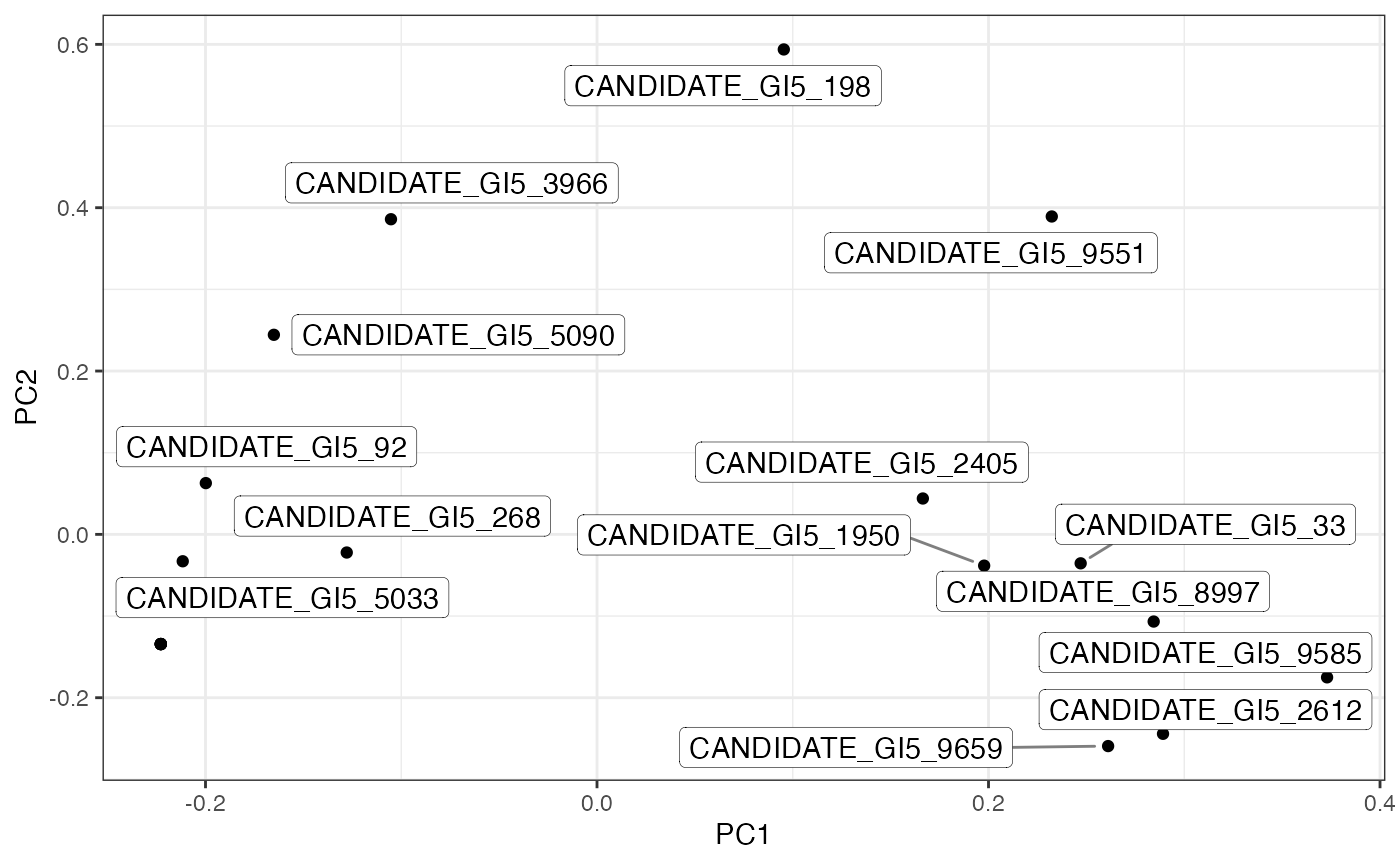 0.6
CANDIDATE_GI5_198
CANDIDATE_GI5_3966
0.4
CANDIDATE_GI5_9551
CANDIDATE_GI5_5090
0.2
PC2
CANDIDATE_GI5_92
CANDIDATE_GI5_2405
CANDIDATE_GI5_268
CANDIDATE_GI5_33
0.0
CANDIDATE_GI5_1950
CANDIDATE_GI5_8997
CANDIDATE_GI5_5033
CANDIDATE_GI5_9585
-0.2
CANDIDATE_GI5_2612
CANDIDATE_GI5_9659
-0.2
0.0
0.2
0.4
PC1